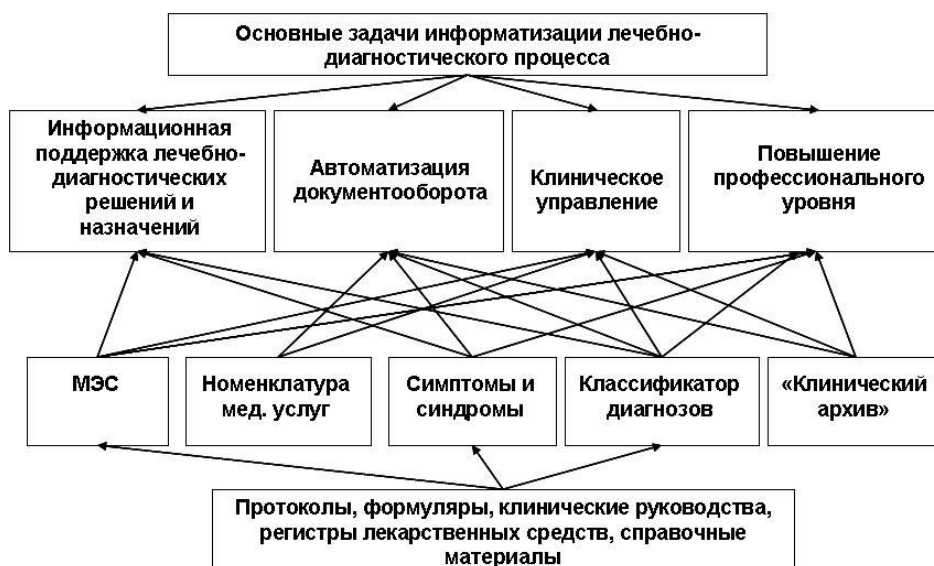 Основные задачи информатизации лечебно-
диагностического процесса
Информационная
поддержка лечебно-
диагностических
решений и
назначений
Автоматизация
документооборота
Клиническое
управление
Повышение
профессионального
уровня
МЭС
Номенклатура
мед. услуг
Симптомы и
синдромы
Классификатор
диагнозов
«Клинический
архив»
Протоколы, формуляры, клинические руководства,
регистры лекарственных средств, справочные
материалы